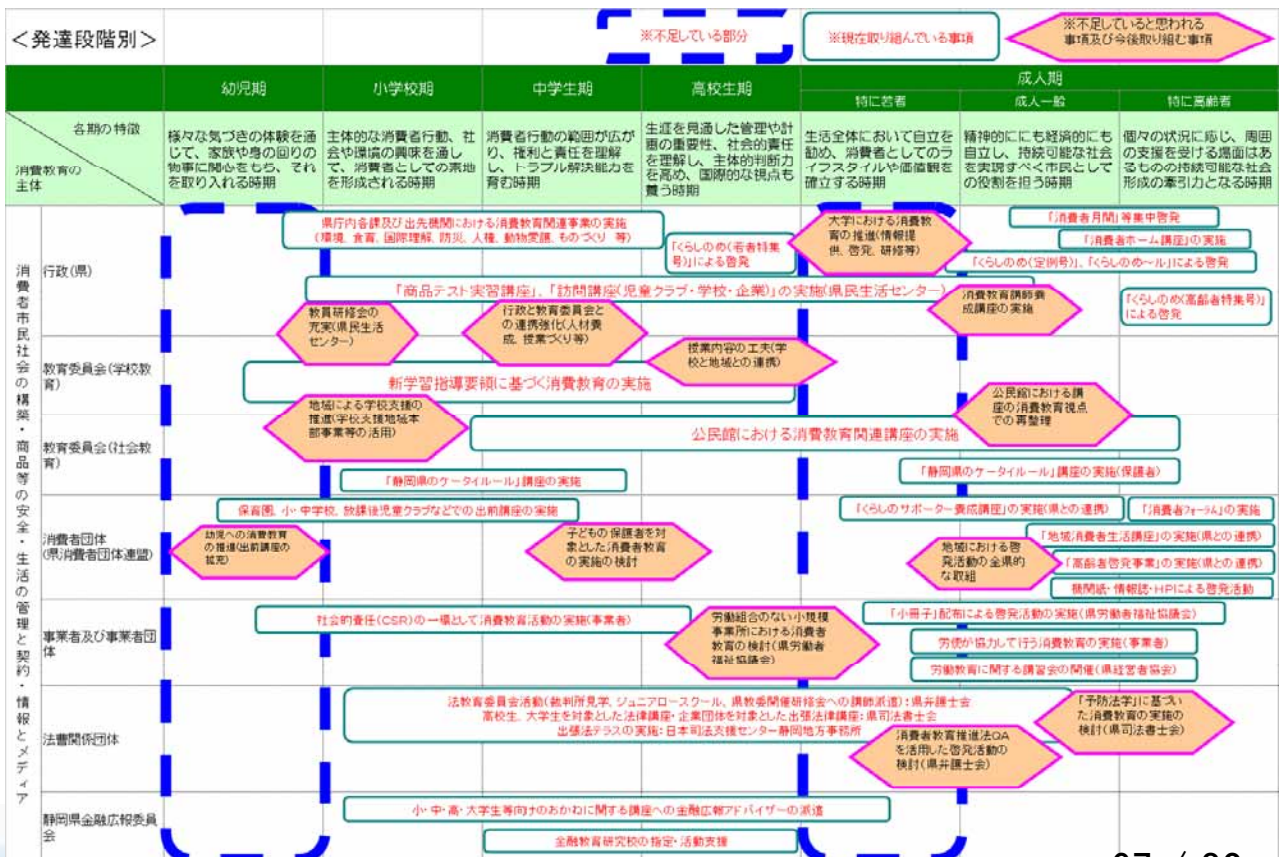 ＜発達段階別＞
※不足している部分
※現在取り組んでいる事項
※不足していると思われる
事項及び今後取り組む事項
幼児期
小学校期
中学生期
高校生期
成人期
特に若者
成人一般
特に高齢者
各期の特徴
消費教育の
主体
様々な気づきの体験を通
じて、家族や身の回りの
物事に関心をもち、それ
を取り入れる時期
主体的な消費者行動、社
会や環境の興味を通し
て、消費者としての素地
を形成される時期
消費者行動の範囲が広が
り、権利と責任を理解
し、トラブル解決能力を
育む時期
生涯を見通した管理や計
画の重要性、社会的責任
を理解し、主体的判断力
を高め、国際的な視点も
養う時期
生活全体において自立を
勧め、消費者としてのラ
イフスタイルや価値観を
確立する時期
精神的ににも経済的にも
自立し、持続可能な社会
を実現すべく市民として
の役割を担う時期
個々の状況に応じ、周囲
の支援を受ける場面はあ
るものの持続可能な社会
形成の牽引力となる時期
消費者市民社会の構築・商品等の安全・生活の管理と契約・情報とメディア
行政(県)
県庁内各課及び出先機関における消費教育関連事業の実施
(環境、食育、国際理解、防災、人権、動物愛護、ものづくり 等)
「くらしのめ(若者特集
号)」による啓発
大学における消費教
育の推進(情報提
供、啓発、研修等)
「消費者月間」等集中啓発
「消費者ホーム講座」の実施
「くらしのめ(定例号)」、「くらしのめ～ル」による啓発
「商品テスト実習講座」、「訪問講座(児童クラブ・学校・企業)」の実施(県民生活センター)
教員研修会の
充実(県民生活
センター)
行政と教育委員会と
の連携強化(人材養
成、授業づくり等)
消費教育講師養
成講座の実施
「くらしのめ(高齢者特集号)」
による啓発
教育委員会(学校教
育)
授業内容の工夫(学
校と地域との連携)
新学習指導要領に基づく消費教育の実施
地域による学校支援の
推進(学校支援地域本
部事業等の活用)
公民館における講
座の消費教育視点
での再整理
教育委員会(社会教
育)
公民館における消費教育関連講座の実施
「静岡県のケータイルール」講座の実施
「静岡県のケータイルール」講座の実施(保護者)
消費者団体
(県消費者団体連盟)
保育園、小・中学校、放課後児童クラブなどでの出前講座の実施
「くらしのサポーター養成講座」の実施(県との連携)
「消費者フォーラム」の実施
幼児への消費教育
の推進(出前講座の
拡充)
子どもの保護者を対
象とした消費者教育
の実施の検討
地域における啓
発活動の全県的
な取組
「地域消費者生活講座」の実施(県との連携)
「高齢者啓発事業」の実施(県との連携)
機関紙・情報誌・HPによる啓発活動
事業者及び事業者団
体
社会的責任(CSR)の一環として消費教育活動の実施(事業者)
労働組合のない小規模
事業所における消費者
教育の検討(県労働者
福祉協議会)
「小冊子」配布による啓発活動の実施(県労働者福祉協議会)
労使が協力して行う消費教育の実施(事業者)
労働教育に関する講習会の開催(県経営者協会)
法曹関係団体
法教育委員会活動(裁判所見学、ジュニアロースクール、県教委開催研修会への講師派遣)：県弁護士会
高校生、大学生を対象とした法律講座・企業団体を対象とした出張法律講座：県司法書士会
出張法テラスの実施：日本司法支援センター静岡地方事務所
消費者教育推進法QA
を活用した啓発活動の
検討(県弁護士会)
「予防法学」に基づい
た消費教育の実施の
検討(県司法書士会)
静岡県金融広報委員
会
小・中・高・大学生等向けのおかねに関する講座への金融広報アドバイザーの派遣
金融教育研究校の指定・活動支援